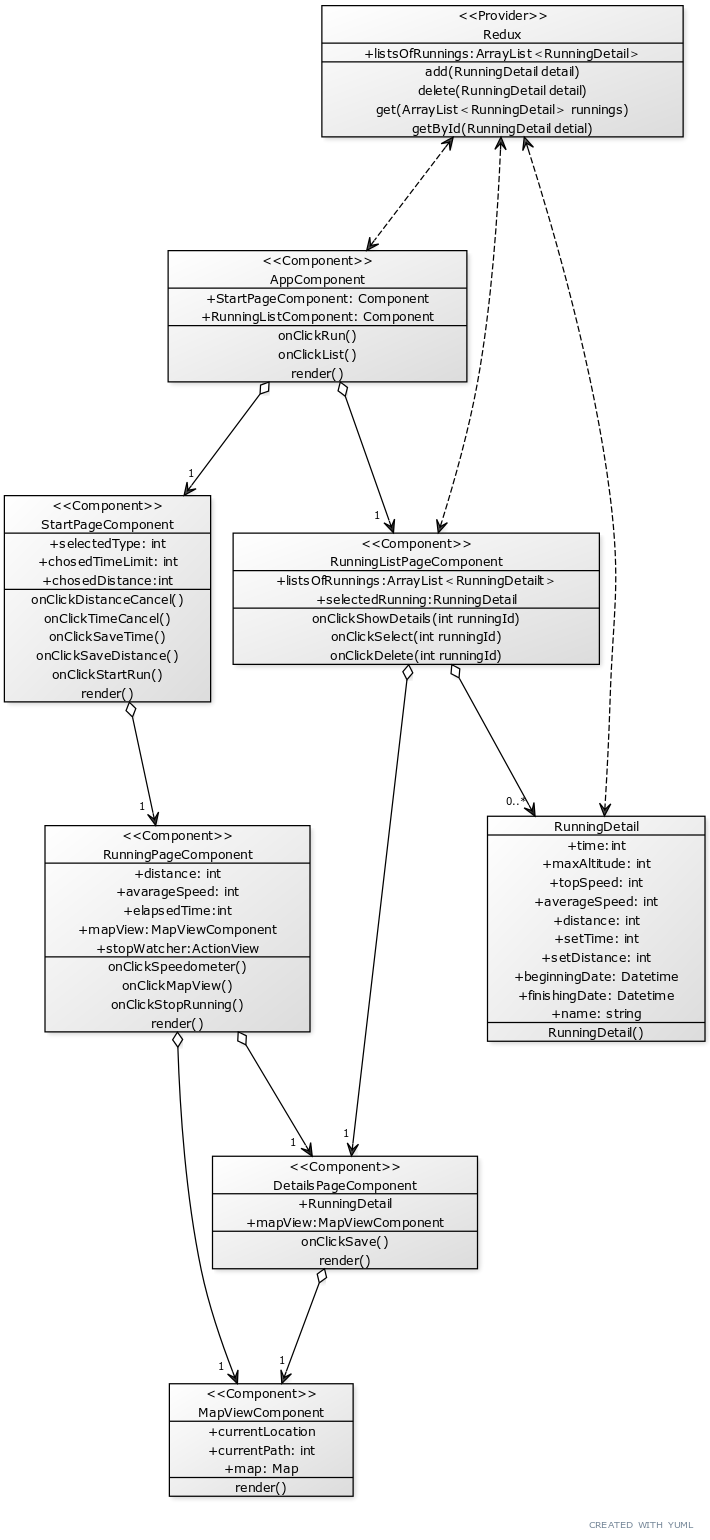 <<Provider>>
Redux
+listsOfRunnings:ArrayList<RunningDetail>
add(RunningDetail detail)
delete(RunningDetail detail)
get(ArrayList<RunningDetail> runnings)
getById(RunningDetail detial)
<<Component>>
AppComponent
+StartPageComponent: Component
+RunningListComponent: Component
onClickRun()
onClickList()
render()
1
1
<<Component>>
StartPageComponent
+selectedType: int
+chosedTimeLimit: int
+chosedDistance:int
onClickDistanceCancel()
onClickTimeCancel()
onClickSaveTime()
onClickSaveDistance()
onClickStartRun()
render()
<<Component>>
RunningListPageComponent
+listsOfRunnings:ArrayList<RunningDetailt>
+selectedRunning:RunningDetail
onClickShowDetails(int runningId)
onClickSelect(int runningId)
onClickDelete(int runningId)
1
0..*
<<Component>>
RunningPageComponent
+distance: int
+avarageSpeed: int
+elapsedTime:int
+mapView:MapViewComponent
+stopWatcher:ActionView
onClickSpeedometer()
onClickMapView()
onClickStopRunning()
render()
RunningDetail
+time:int
+maxAltitude: int
+topSpeed: int
+averageSpeed: int
+distance: int
+setTime: int
+setDistance: int
+beginningDate: Datetime
+finishingDate: Datetime
+name: string
RunningDetail()
1
1
<<Component>>
DetailsPageComponent
+RunningDetail
+mapView:MapViewComponent
onClickSave()
render()
1
1
<<Component>>
MapViewComponent
+currentLocation
+currentPath: int
+map: Map
render()
CREATED WITH YUML